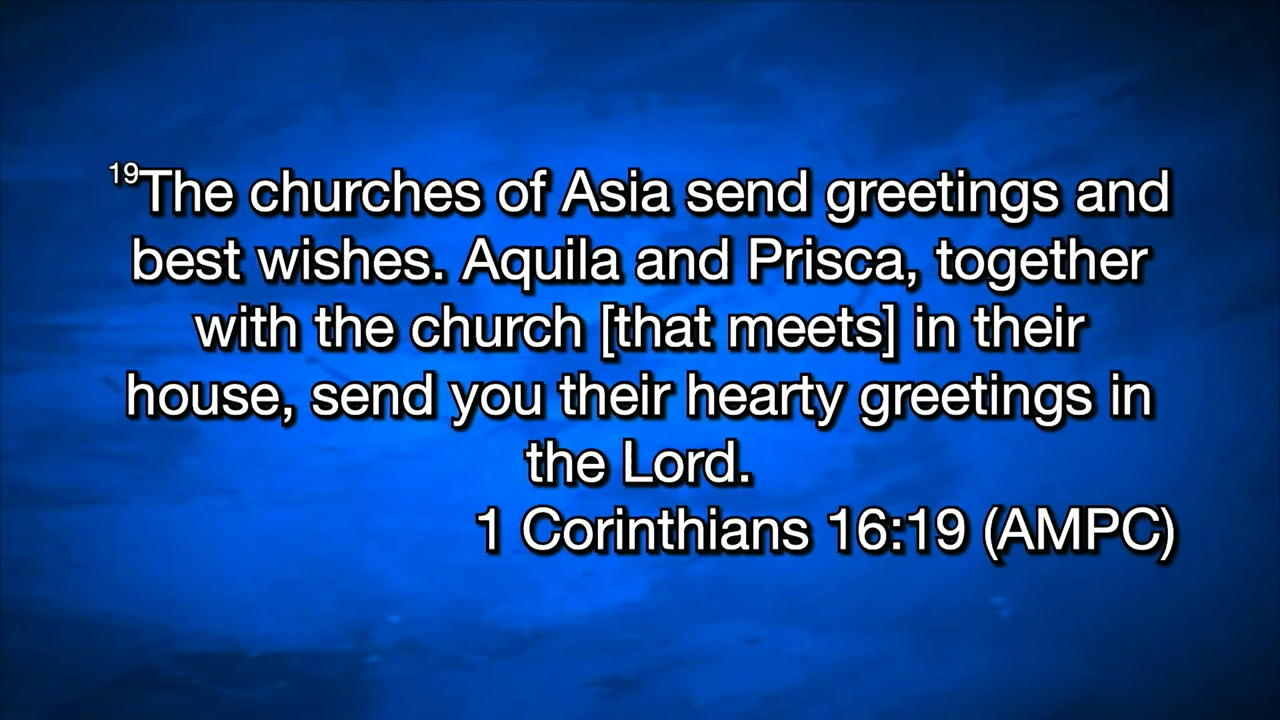 19The churches of Asia send greetings and
best wishes. Aquila and Prisca, together
with the church [that meets] in their
house, send you their hearty greetings in
the Lord.
1 Corinthians 16:19 (AMPC)